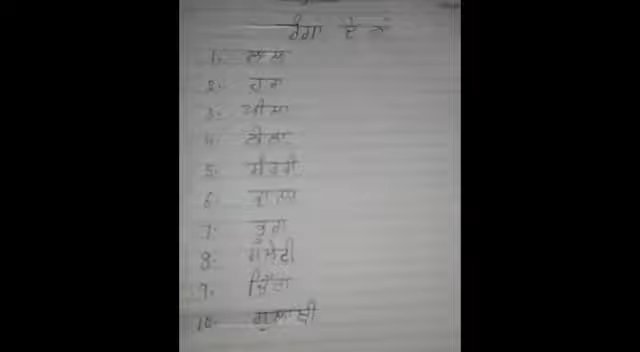 ਰੰਗਾ ਦੇ ਨਾਂ
1. ਲਾਲ
2. ਹਰਾ
3. ਪੀਲਾ
4. ਨੀਲਾ
5. ਸੰਤਰੀ
6. ਕਾਲਾ
7. ਭੂਰਾ
8. ਸਲੇਟੀ
9. ਚਿੱਟਾ
10. ਗੁਲਾਬੀ